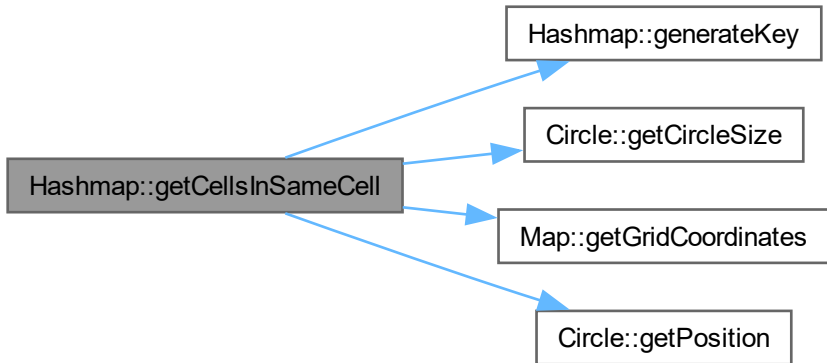 Hashmap::generateKey
Circle::getCircleSize
Hashmap::getCellsInSameCell
Map::getGridCoordinates
Circle::getPosition